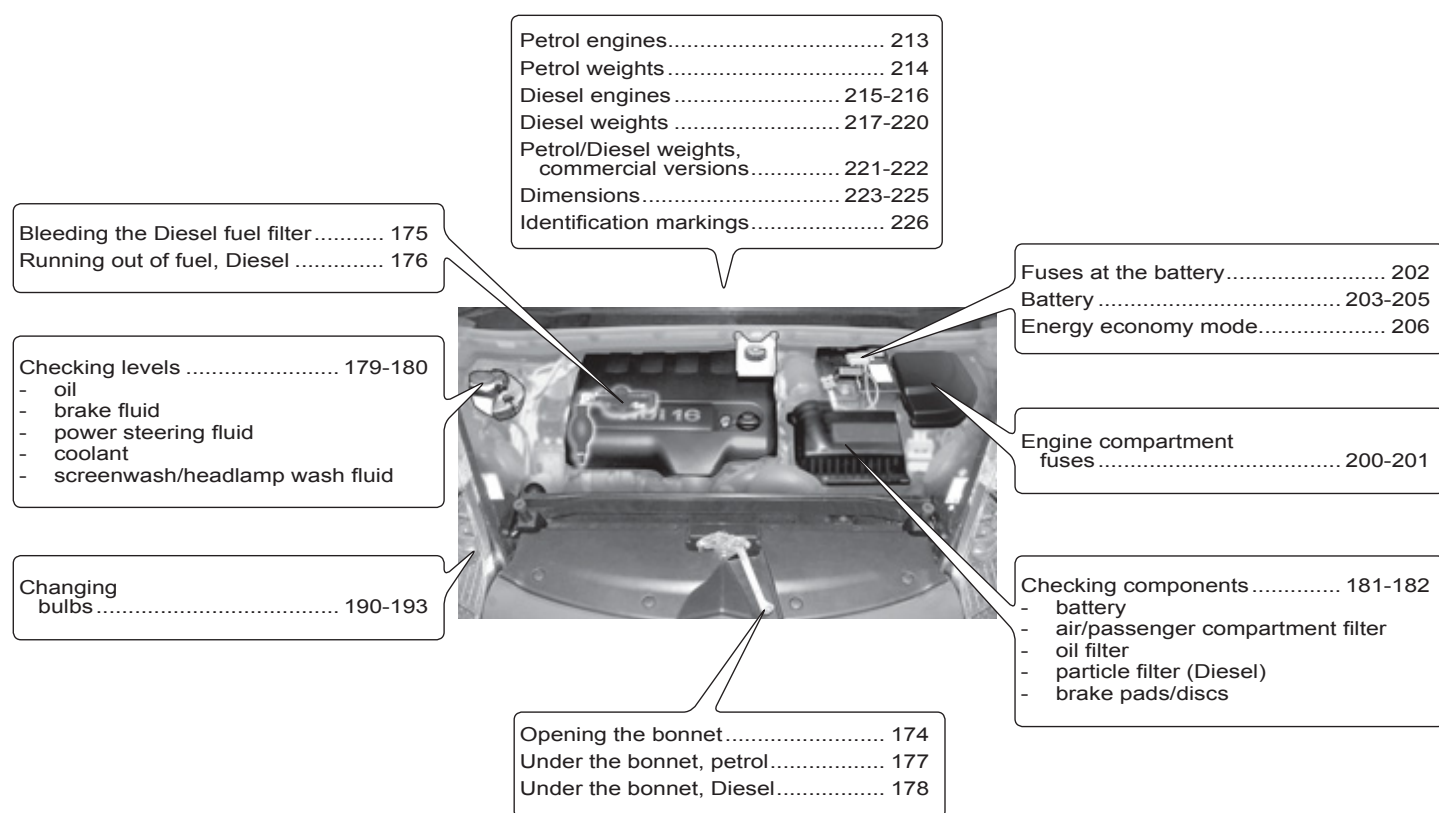 Petrol engines.................................. 213
Petrol weights.................................. 214
Diesel engines.......................... 215-216
Diesel weights.......................... 217-220
Petrol/Diesel weights,
commercial versions.............. 221-222
Dimensions............................... 223-225
Identification markings..................... 226
Bleeding the Diesel fuel filter........... 175
Running out of fuel, Diesel.............. 176
Fuses at the battery......................... 202
Battery...................................... 203-205
Energy economy mode.................... 206
Checking levels........................ 179-180
- oil
- brake fluid
- power steering fluid
- coolant
- screenwash/headlamp wash fluid
Engine compartment
fuses...................................... 200-201
Changing
bulbs...................................... 190-193
Checking components.............. 181-182
- battery
- air/passenger compartment filter
- oil filter
- particle filter (Diesel)
- brake pads/discs
Opening the bonnet......................... 174
Under the bonnet, petrol.................. 177
Under the bonnet, Diesel................. 178